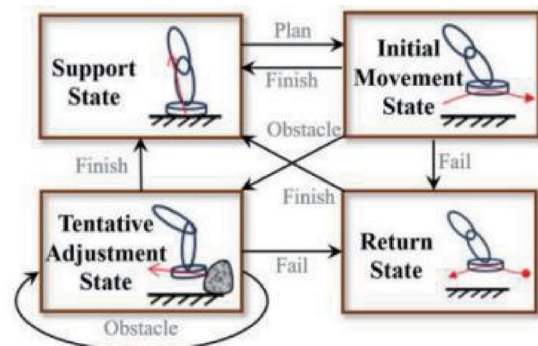 Support
State
Plan
Finish
Initial
Movement
State
Obstacle
Finish
Finish
Fail
Tentative
Adjustment
State
Fail
Return
State
Obstacle